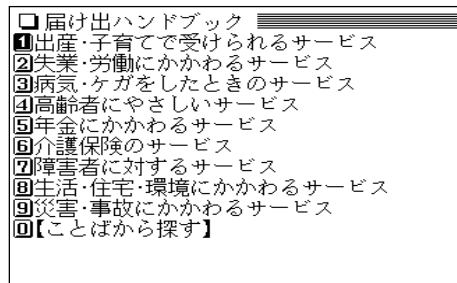 届け出ハンドブック
1出産・子育てで受けられるサービス
2失業・労働にかかわるサービス
3病気・ケガをしたときのサービス
4高齢者にやさしいサービス
5年金にかかわるサービス
6介護保険のサービス
7障害者に対するサービス
8生活・住宅・環境にかかわるサービス
9災害・事故にかかわるサービス
0【ことばから探す】